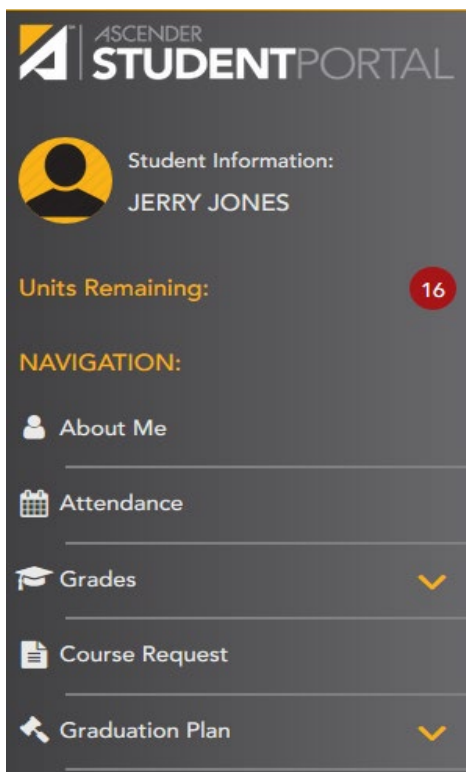 ASCENDER
STUDENTPORTAL
Student Information:
JERRY JONES
Units Remaining: 16
NAVIGATION:
About Me
Attendance
Grades
Course Request
Graduation Plan